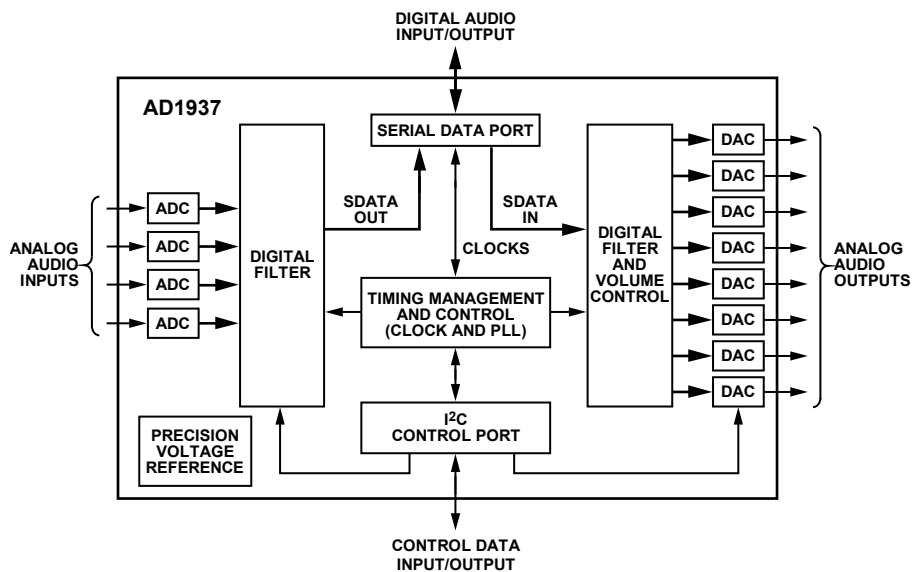 DIGITAL AUDIO
INPUT/OUTPUT
AD1937
SERIAL DATA PORT
SDATA
OUT
SDATA
IN
CLOCKS
ANALOG
AUDIO
INPUTS
ADC
ADC
ADC
ADC
DIGITAL
FILTER
TIMING MANAGEMENT
AND CONTROL
(CLOCK AND PLL)
DIGITAL
FILTER
AND
VOLUME
CONTROL
DAC
DAC
DAC
DAC
DAC
DAC
DAC
DAC
ANALOG
AUDIO
OUTPUTS
PRECISION
VOLTAGE
REFERENCE
I²C
CONTROL PORT
CONTROL DATA
INPUT/OUTPUT